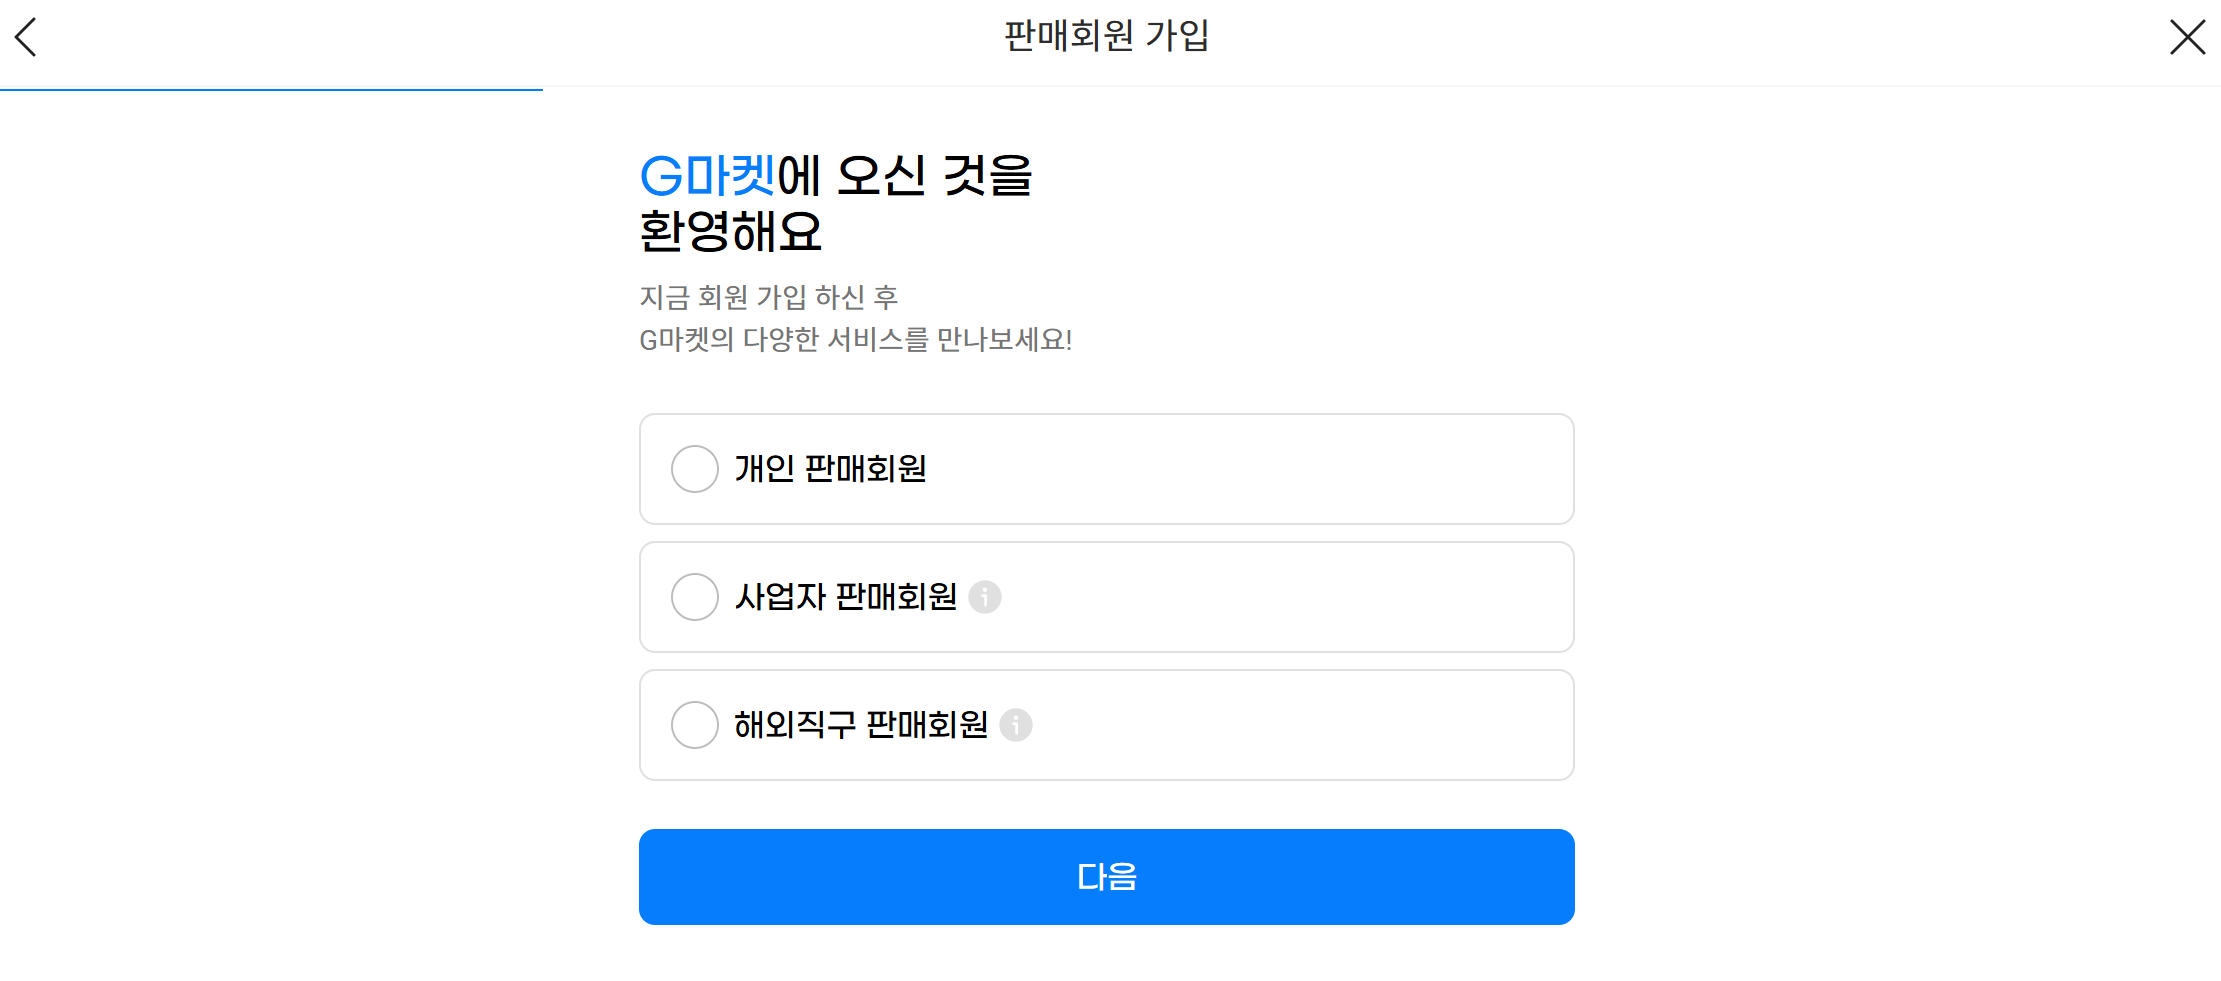 판매회원 가입
G마켓에 오신 것을
환영해요
지금 회원 가입 하신 후
G마켓의 다양한 서비스를 만나보세요!
개인 판매회원
사업자 판매회원
해외직구 판매회원
다음